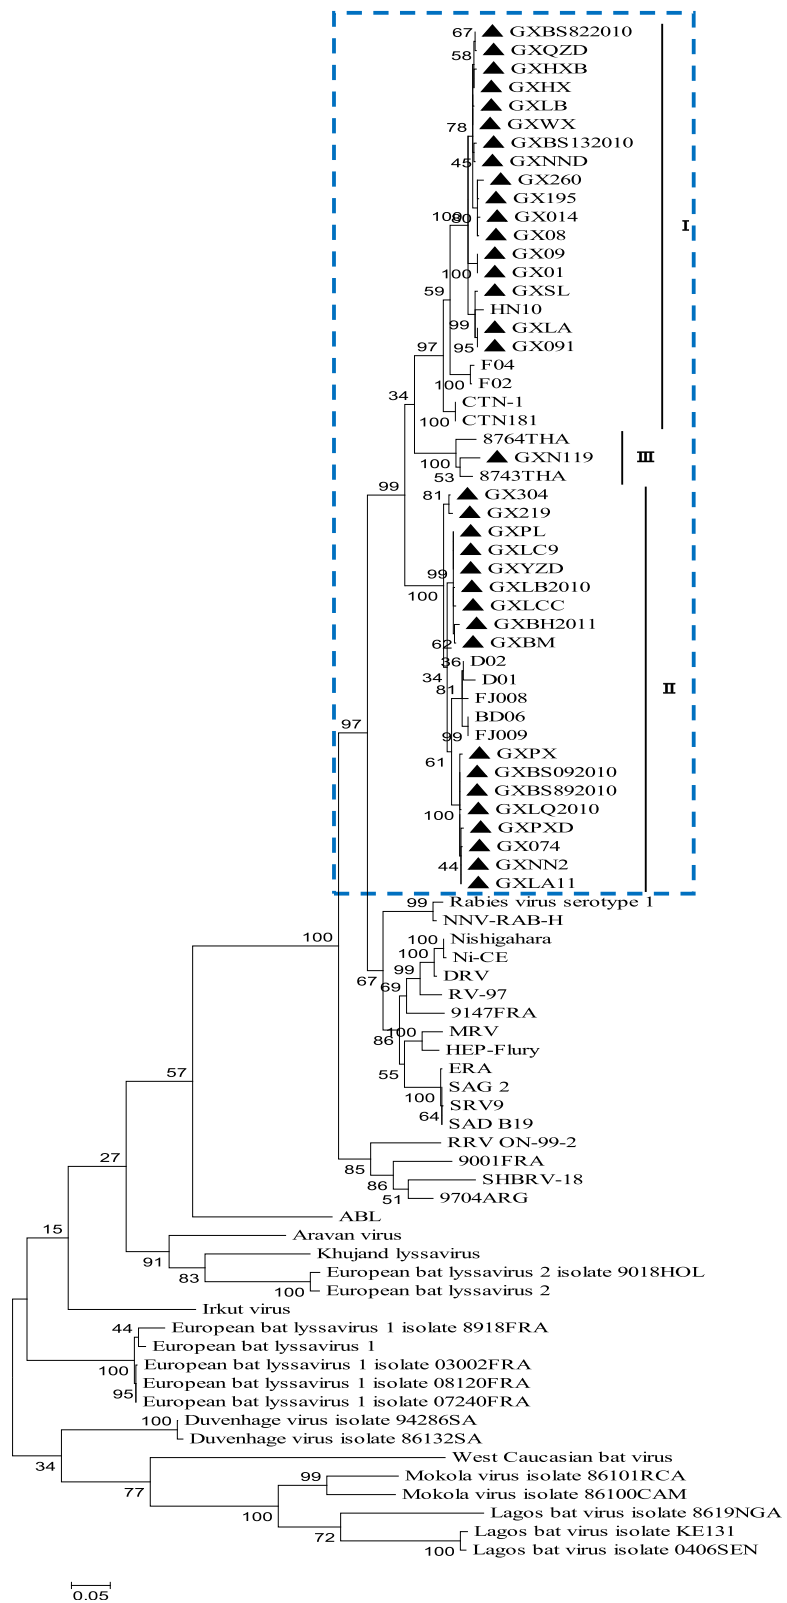 67
GXBS822010
58
GXQZD
GXHXB
GXHX
GXLB
78
GXWX
GXBS132010
45
GXNND
GX260
GX195
100
80
GX014
I
GX08
GX09
100
GX01
59
GXSL
HN10
99
GXLA
95
GX091
97
F04
100
F02
34
CTN-1
100
CTN181
8764THA
100
GXN119
III
53
8743THA
99
81
GX304
GX219
GXPL
GXLC9
99
GXYZD
100
GXLB2010
GXLCC
GXBH2011
62
GXBM
36
D02
34
D01
81
II
FJ008
BD06
97
99
FJ009
61
GXPX
GXBS092010
GXBS892010
100
GXLQ2010
GXPXD
GX074
44
GXNN2
GXLA11
99
Rabies virus serotype 1
NNV-RAB-H
100
100
Nishigahara
100
Ni-CE
99
DRV
67
69
RV-97
9147FRA
86
100
MRV
HEP-Flury
57
55
ERA
SAG 2
100
SRV9
64
SAD B19
RRV ON-99-2
27
85
9001FRA
86
SHBRV-18
51
9704ARG
ABL
15
Aravan virus
91
Khujand lyssavirus
83
European bat lyssavirus 2 isolate 9018HOL
100
European bat lyssavirus 2
Irkut virus
44
European bat lyssavirus 1 isolate 8918FRA
European bat lyssavirus 1
100
European bat lyssavirus 1 isolate 03002FRA
European bat lyssavirus 1 isolate 08120FRA
95
European bat lyssavirus 1 isolate 07240FRA
100
Duvenhage virus isolate 94286SA
Duvenhage virus isolate 86132SA
34
West Caucasian bat virus
77
99
Mokola virus isolate 86101RCA
Mokola virus isolate 86100CAM
100
Lagos bat virus isolate 8619NGA
72
Lagos bat virus isolate KE131
100
Lagos bat virus isolate 0406SEN
0.05